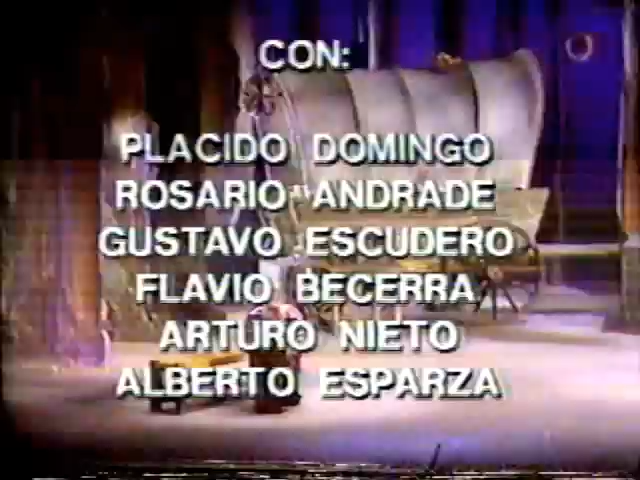 CON:
PLACIDO DOMINGO
ROSARIO ANDRADE
GUSTAVO ESCUDERO
FLAVIO BECERRA
ARTURO NIETO
ALBERTO ESPARZA